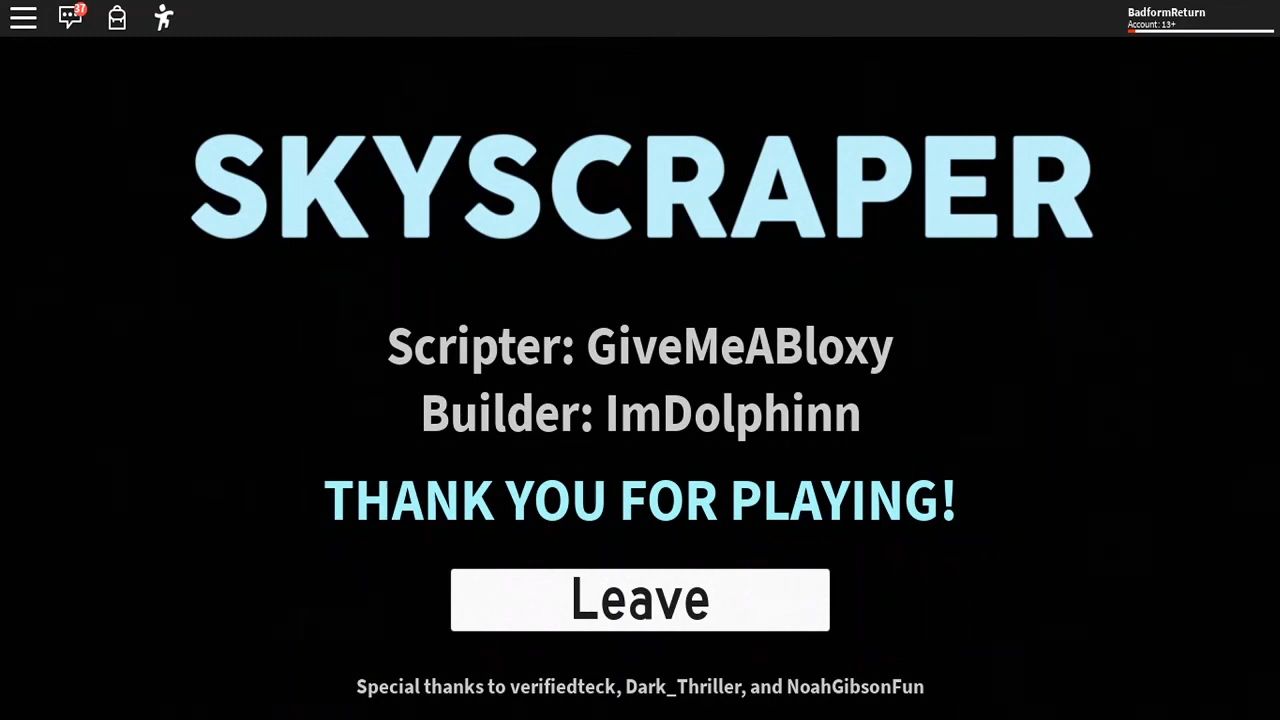 37
BadformReturn
Account: 13+
SKYSCRAPER
Scripter: GiveMeABloxy
Builder: ImDolphinn
THANK YOU FOR PLAYING!
Leave
Special thanks to verifiedteck, Dark_Thriller, and NoahGibsonFun